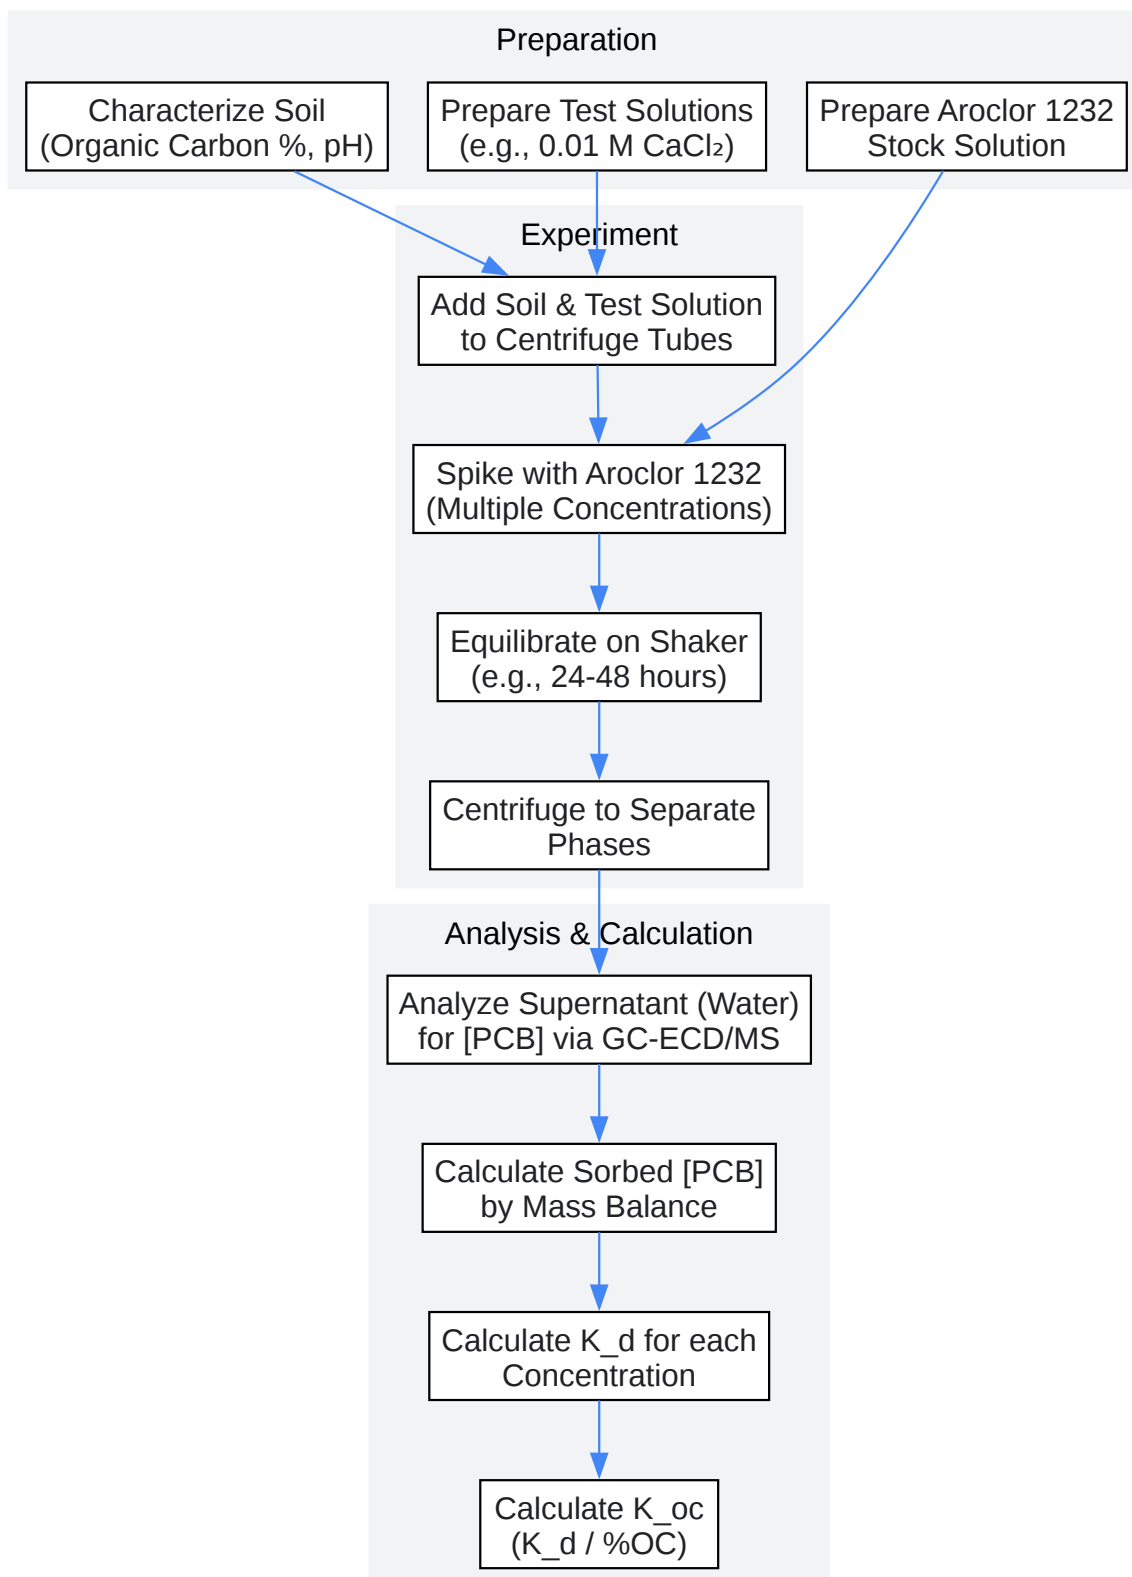 Preparation
Characterize Soil
(Organic Carbon %, pH)
Prepare Test Solutions
(e.g., 0.01 M CaCl₂)
Prepare Aroclor 1232
Stock Solution
Experiment
Add Soil & Test Solution
to Centrifuge Tubes
Spike with Aroclor 1232
(Multiple Concentrations)
Equilibrate on Shaker
(e.g., 24-48 hours)
Centrifuge to Separate
Phases
Analysis & Calculation
Analyze Supernatant (Water)
for [PCB] via GC-ECD/MS
Calculate Sorbed [PCB]
by Mass Balance
Calculate K_d for each
Concentration
Calculate K_oc
(K_d / %OC)